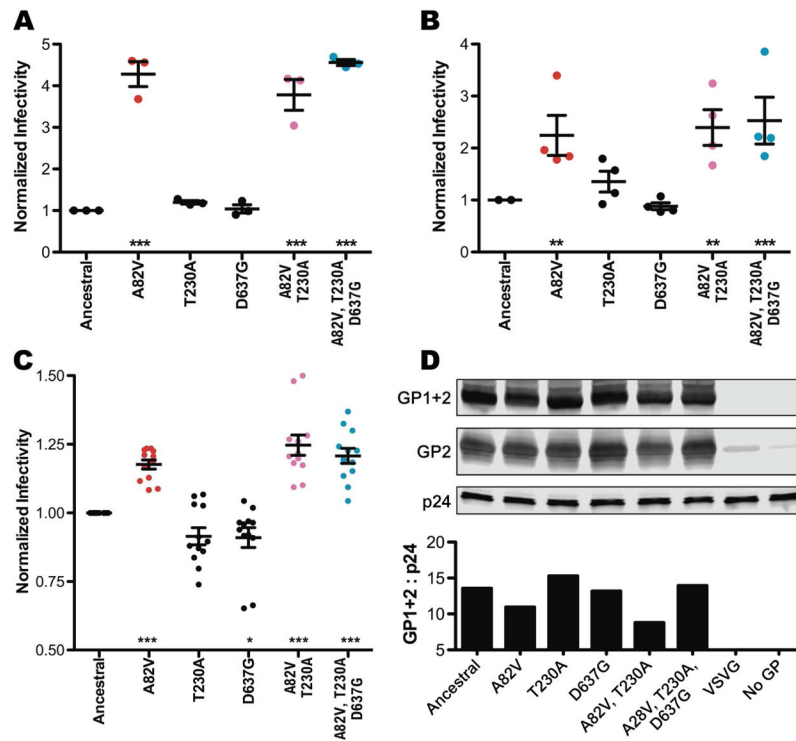 A
Normalized Infectivity
5
4
3
2
1
0
Ancestral
A82V
T230A
D637G
A82V
T230A
A82V, T230A
D637G
***
***
***
B
Normalized Infectivity
4
3
2
1
0
Ancestral
A82V
T230A
D637G
A82V
T230A
A82V, T230A
D637G
**
**
***
C
Normalized Infectivity
1.50
1.25
1.00
0.75
0.50
Ancestral
A82V
T230A
D637G
A82V
T230A
A82V, T230A
D637G
***
*
***
***
D
GP1+2
GP2
p24
GP1+2 : p24
20
15
10
5
Ancestral
A82V
T230A
D637G
A82V, T230A
A28V, T230A,
D637G
VSVG
No GP